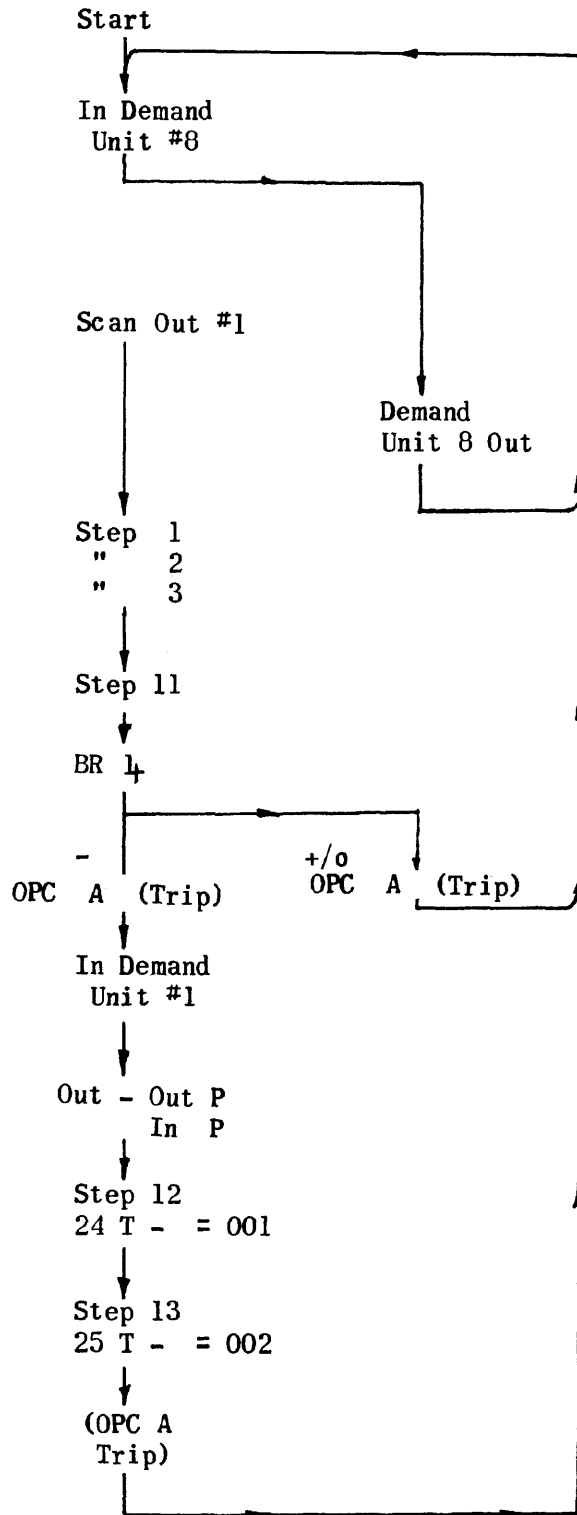 Start
In Demand
Unit #8
Scan Out #1
Demand
Unit 8 Out
Step 1
" 2
" 3
Step 11
BR 1+
-
OPC A (Trip)
+/o
OPC A (Trip)
In Demand
Unit #1
Out - Out P
In P
Step 12
24 T - = 001
Step 13
25 T - = 002
(OPC A
Trip)